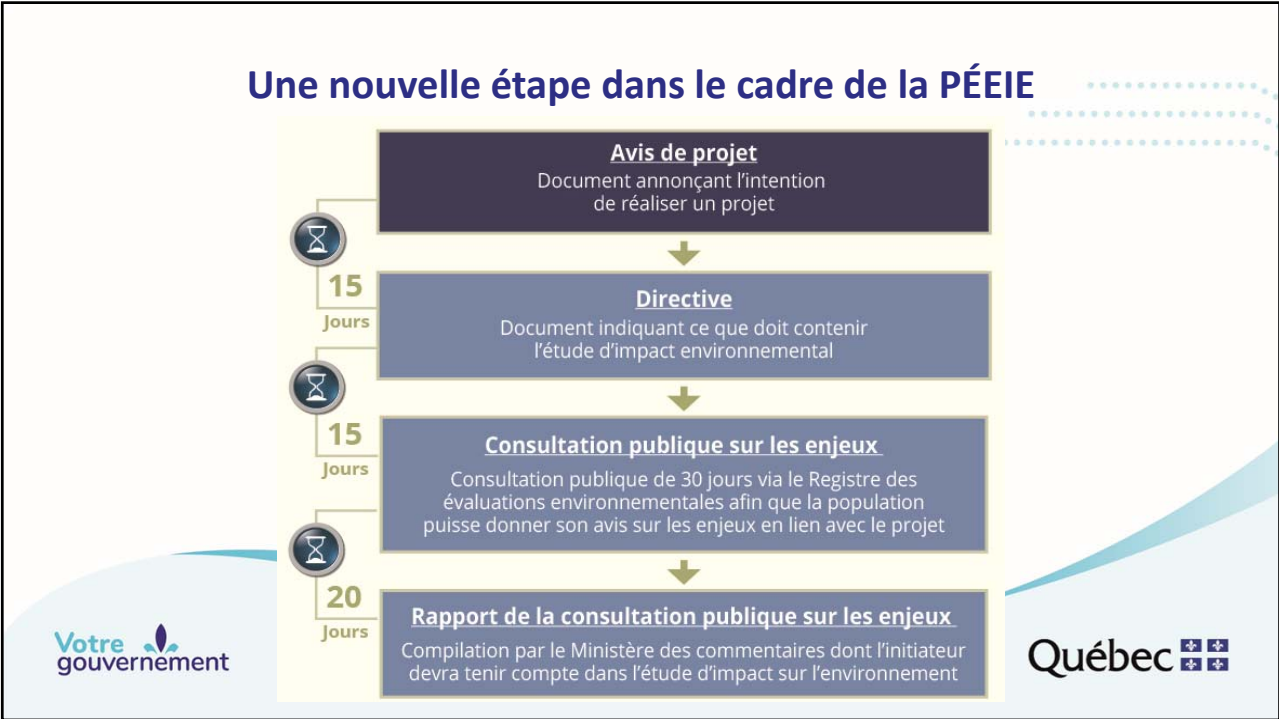 Une nouvelle étape dans le cadre de la PÉEIE
Avis de projet
Document annonçant l'intention
de réaliser un projet
15
Jours
Directive
Document indiquant ce que doit contenir
l'étude d'impact environnemental
15
Jours
Consultation publique sur les enjeux
Consultation publique de 30 jours via le Registre des
évaluations environnementales afin que la population
puisse donner son avis sur les enjeux en lien avec le projet
20
Jours
Rapport de la consultation publique sur les enjeux
Compilation par le Ministère des commentaires dont l'initiateur
devra tenir compte dans l'étude d'impact sur l'environnement
Votre
gouvernement
Québec